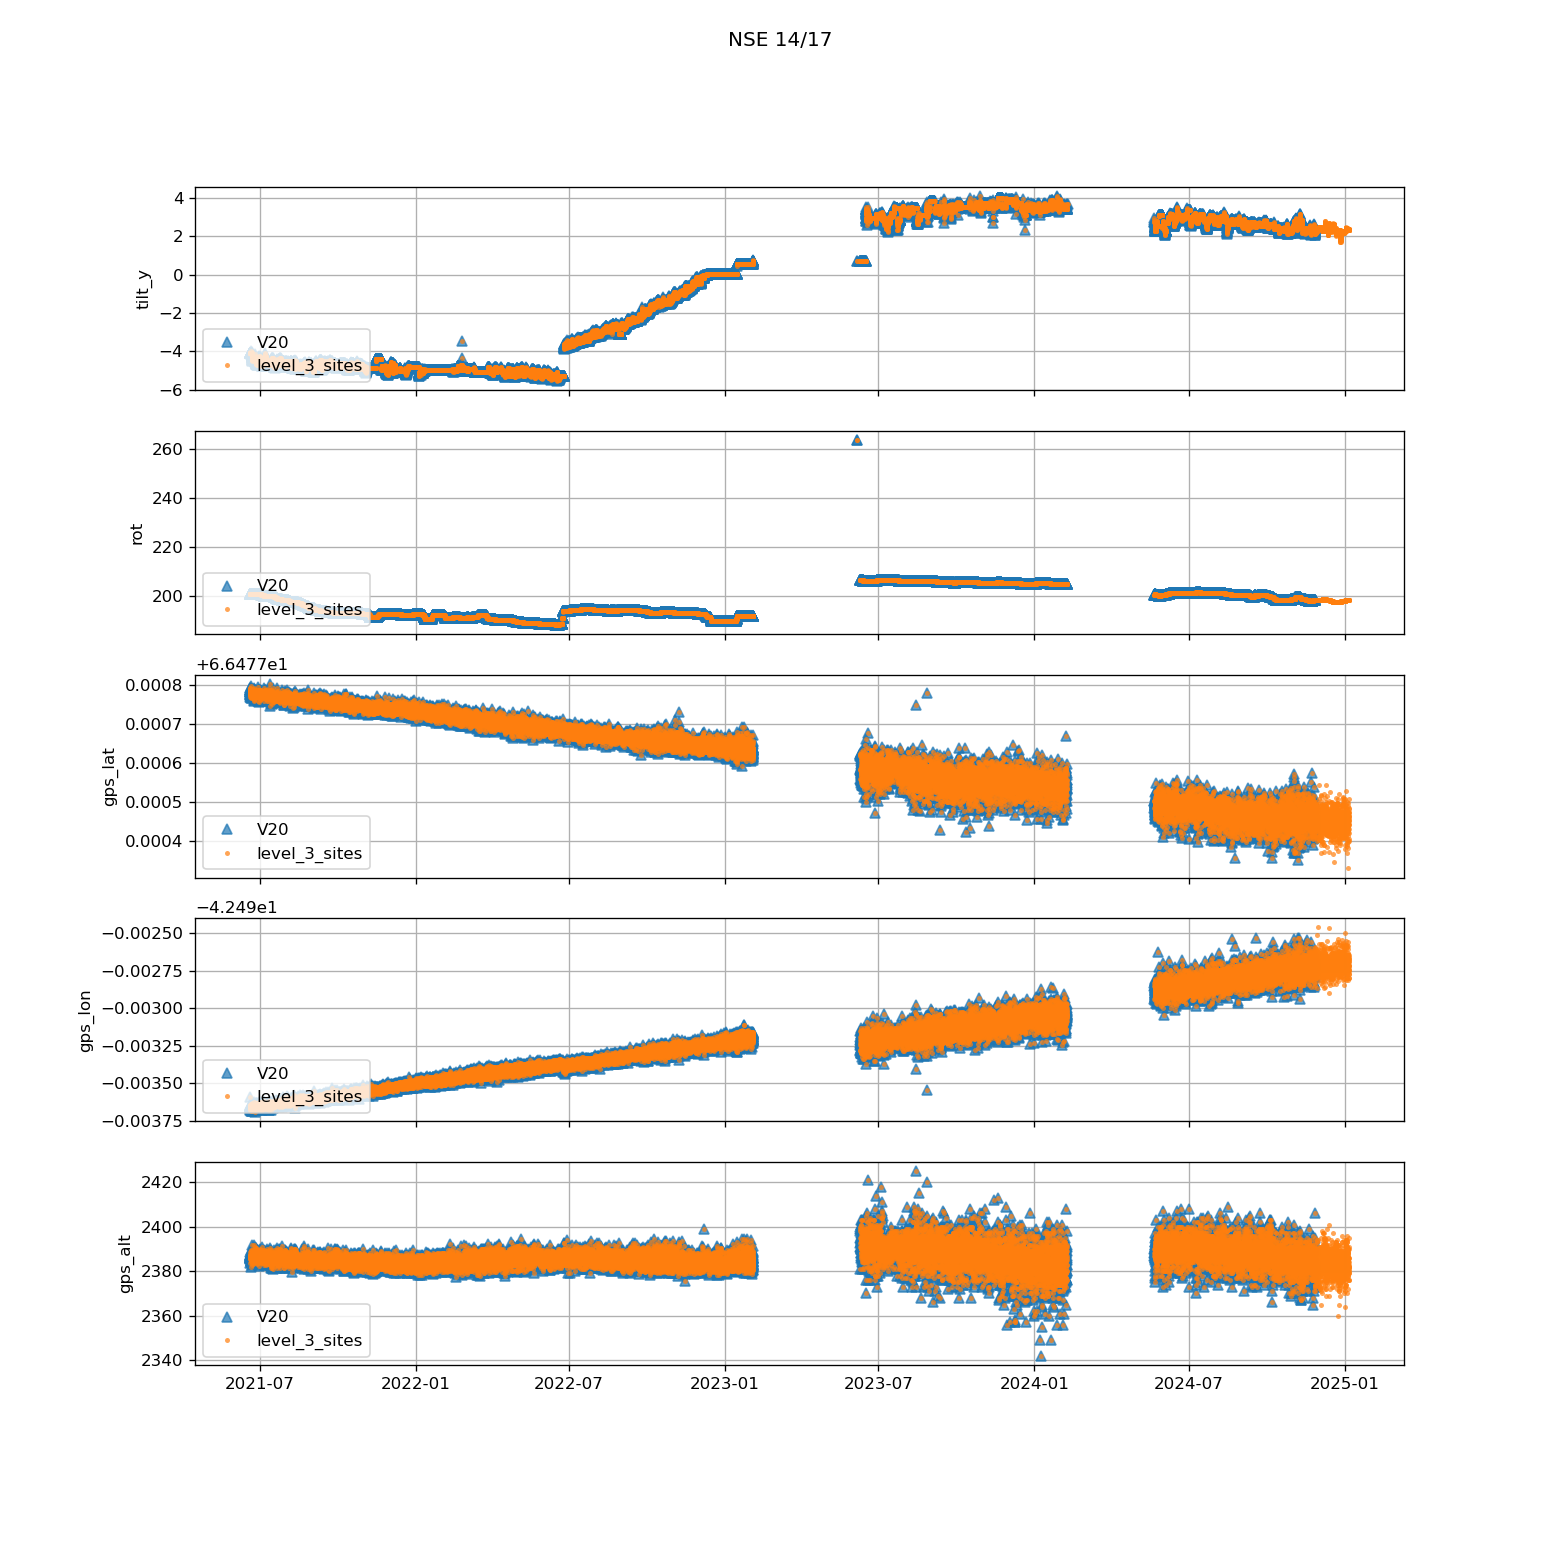 NSE 14/17
4
2
0
−2
−4
−6
tilt_y
V20
level_3_sites
260
240
220
200
rot
V20
level_3_sites
+6.6477e1
0.0008
0.0007
0.0006
0.0005
0.0004
gps_lat
V20
level_3_sites
−4.249e1
−0.00250
−0.00275
−0.00300
−0.00325
−0.00350
−0.00375
gps_lon
V20
level_3_sites
2420
2400
2380
2360
2340
gps_alt
V20
level_3_sites
2021-07 2022-01 2022-07 2023-01 2023-07 2024-01 2024-07 2025-01